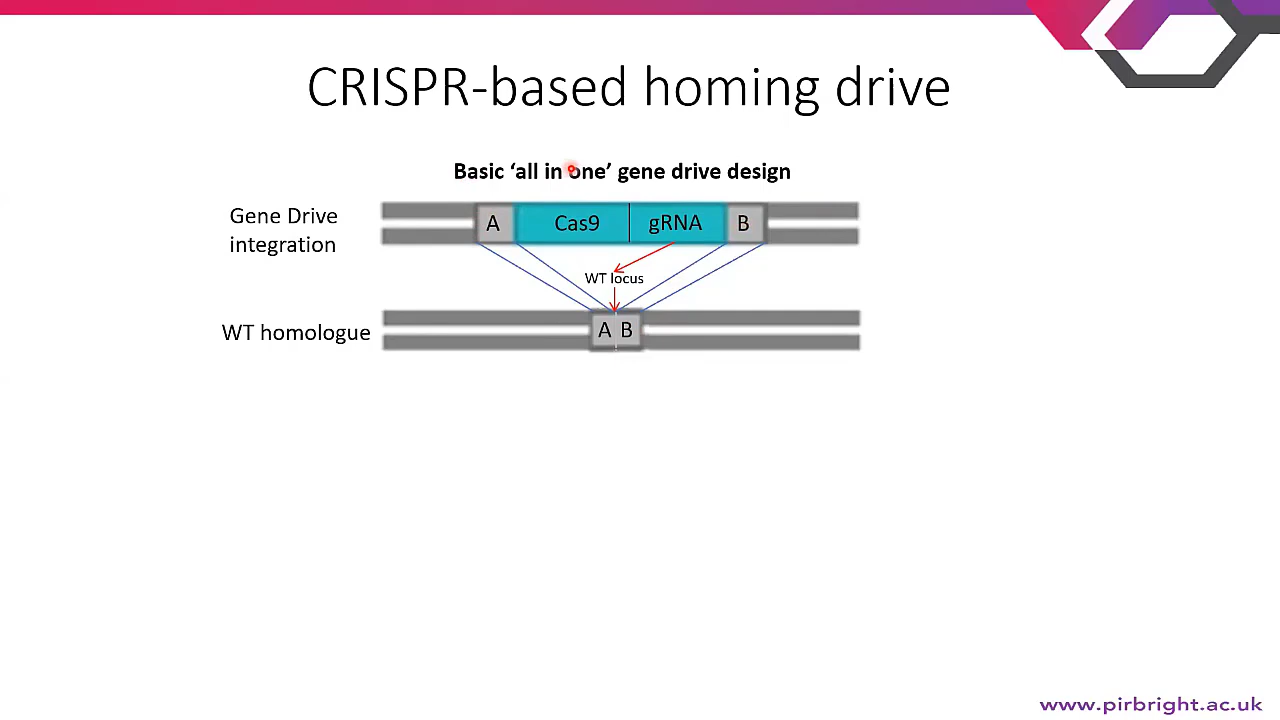 CRISPR-based homing drive
Basic ‘all in one’ gene drive design
Gene Drive
integration
A
Cas9
gRNA
B
WT locus
WT homologue
A B
www.pirbright.ac.uk